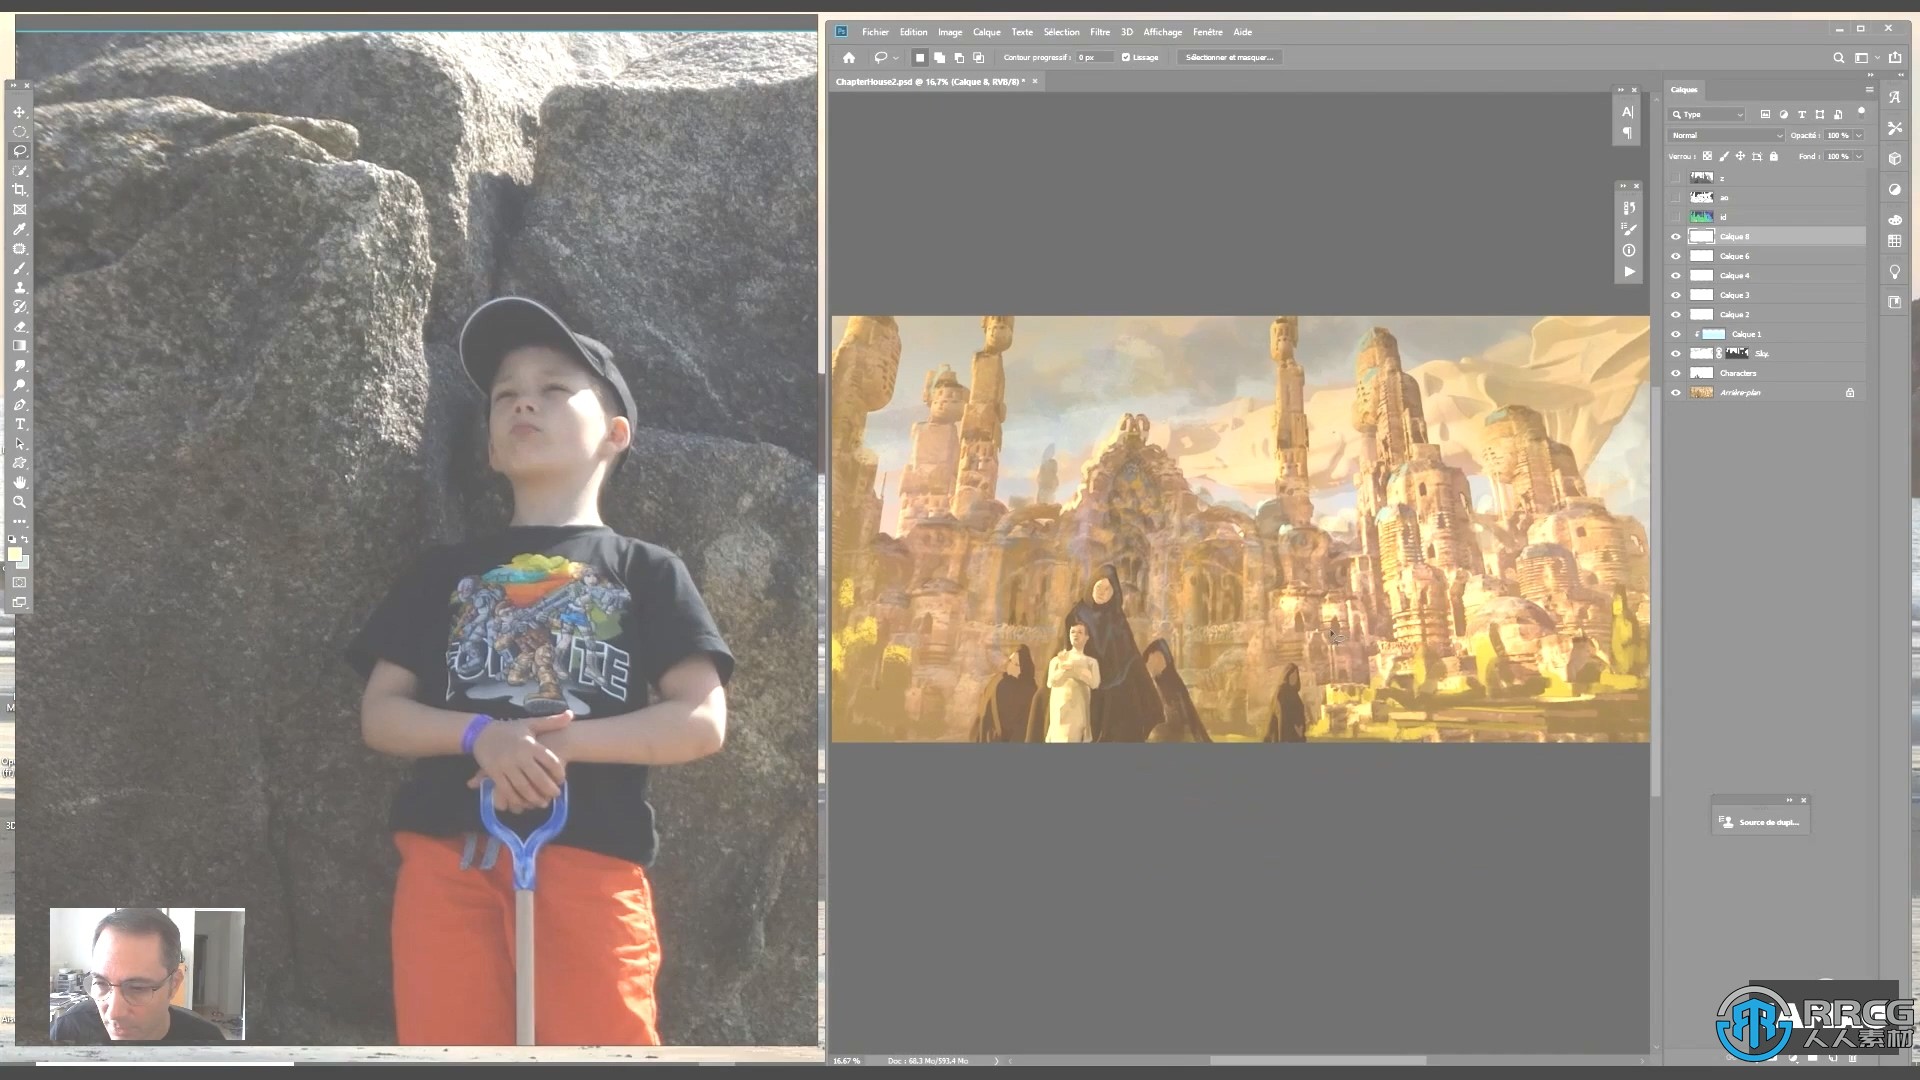 Fichier Edition Image Calque Texte Sélection Filtre 3D Affichage Fenêtre Aide
Contour progressif : 0 px Lissage Sélectionner et masquer...
ChapterHouse2.psd @ 16,7% (Calque 8, RVB/8) *
Calques
Type
Normal Opacité : 100 %
Verrou : Fond : 100 %
z
ao
id
Calque 8
Calque 6
Calque 4
Calque 3
Calque 2
Calque 1
Sky
Characters
Arrière-plan
Source de dupl...
16.67 % Doc : 68.3 Mo/593.4 Mo
3D
RRCG
人人素材